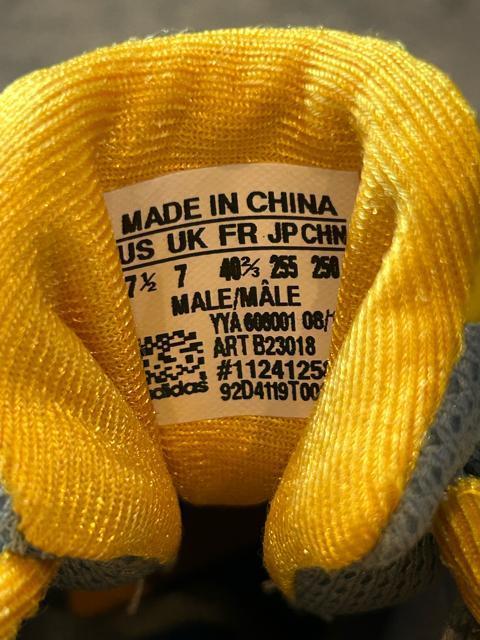 MADE IN CHINA
US UK FR JP CHN
7½ 7 40⅔ 255 250
MALE/MÂLE
YYA 606001 08/
ART B23018
#1124125
92D4119T00
adidas